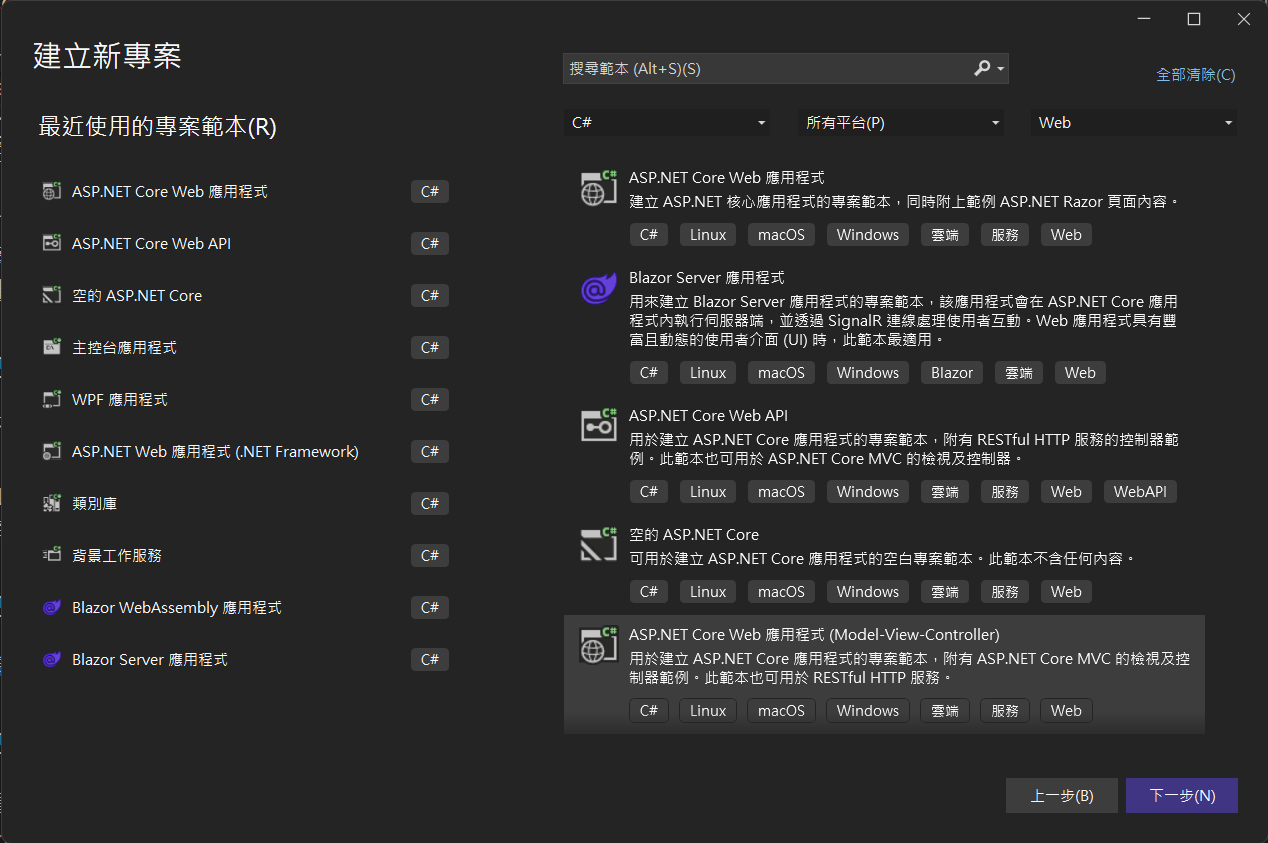 建立新專案
搜尋範本 (Alt+S)(S)
全部清除(C)
最近使用的專案範本(R)
ASP.NET Core Web 應用程式 C#
ASP.NET Core Web API C#
空的 ASP.NET Core C#
主控台應用程式 C#
WPF 應用程式 C#
ASP.NET Web 應用程式 (.NET Framework) C#
類別庫 C#
背景工作服務 C#
Blazor WebAssembly 應用程式 C#
Blazor Server 應用程式 C#
C# 所有平台(P) Web
ASP.NET Core Web 應用程式
建立 ASP.NET 核心應用程式的專案範本，同時附上範例 ASP.NET Razor 頁面內容。
C# Linux macOS Windows 雲端 服務 Web
Blazor Server 應用程式
用來建立 Blazor Server 應用程式的專案範本，該應用程式會在 ASP.NET Core 應用
程式內執行伺服器端，並透過 SignalR 連線處理使用者互動。Web 應用程式具有豐
富且動態的使用者介面 (UI) 時，此範本最適用。
C# Linux macOS Windows Blazor 雲端 Web
ASP.NET Core Web API
用於建立 ASP.NET Core 應用程式的專案範本，附有 RESTful HTTP 服務的控制器範
例。此範本也可用於 ASP.NET Core MVC 的檢視及控制器。
C# Linux macOS Windows 雲端 服務 Web WebAPI
空的 ASP.NET Core
可用於建立 ASP.NET Core 應用程式的空白專案範本。此範本不含任何內容。
C# Linux macOS Windows 雲端 服務 Web
ASP.NET Core Web 應用程式 (Model-View-Controller)
用於建立 ASP.NET Core 應用程式的專案範本，附有 ASP.NET Core MVC 的檢視及控
制器範例。此範本也可用於 RESTful HTTP 服務。
C# Linux macOS Windows 雲端 服務 Web
上一步(B) 下一步(N)